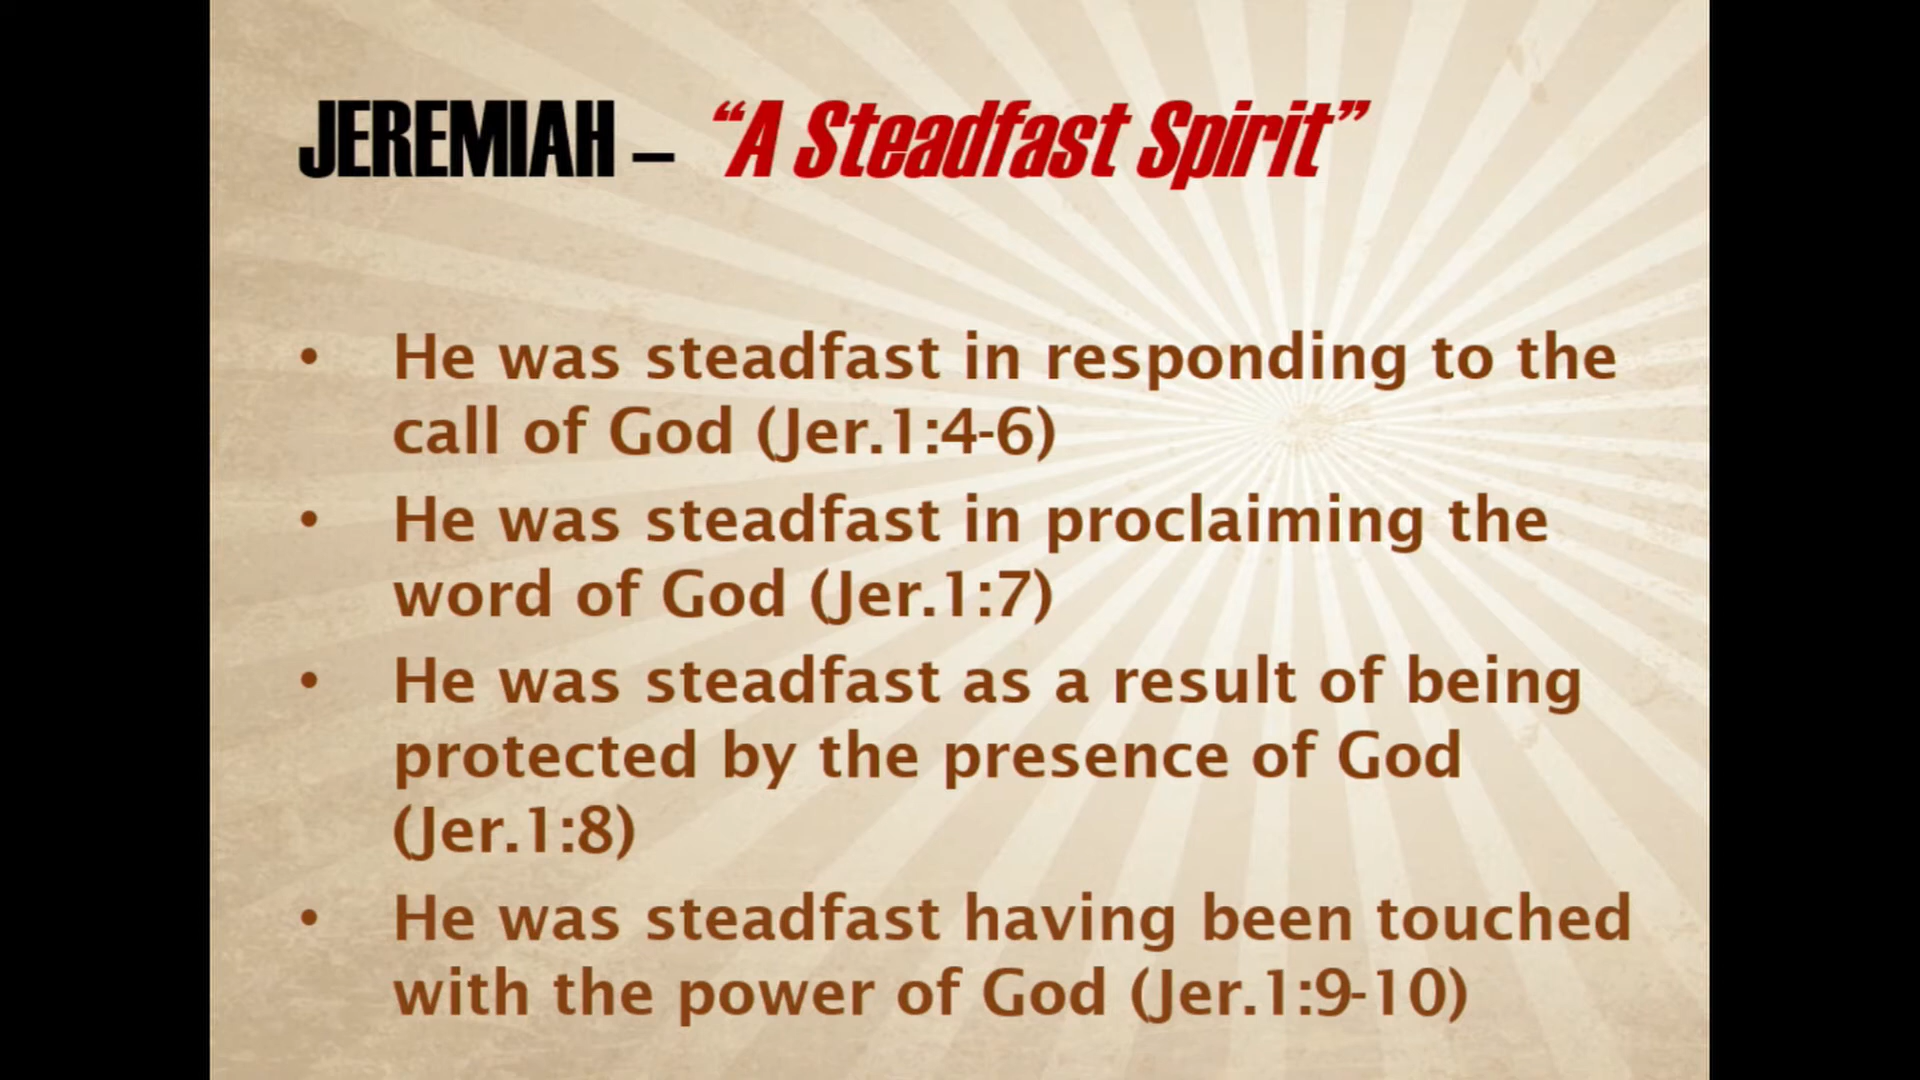 JEREMIAH – “A Steadfast Spirit”
• He was steadfast in responding to the
call of God (Jer.1:4-6)
• He was steadfast in proclaiming the
word of God (Jer.1:7)
• He was steadfast as a result of being
protected by the presence of God
(Jer.1:8)
• He was steadfast having been touched
with the power of God (Jer.1:9-10)